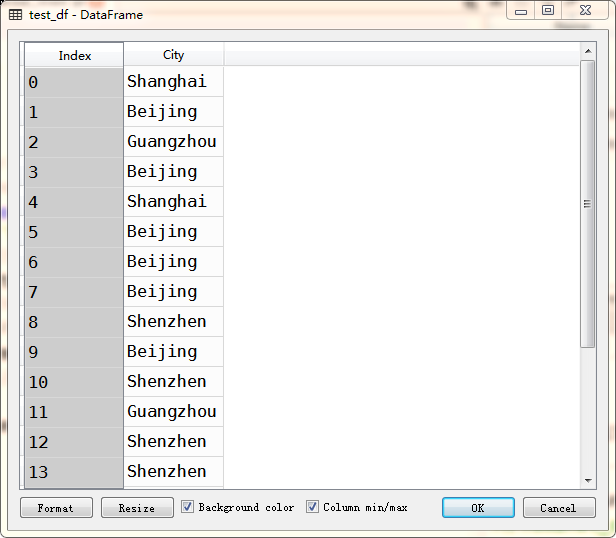 test_df - DataFrame
Index City
0 Shanghai
1 Beijing
2 Guangzhou
3 Beijing
4 Shanghai
5 Beijing
6 Beijing
7 Beijing
8 Shenzhen
9 Beijing
10 Shenzhen
11 Guangzhou
12 Shenzhen
13 Shenzhen
Format Resize Background color Column min/max OK Cancel